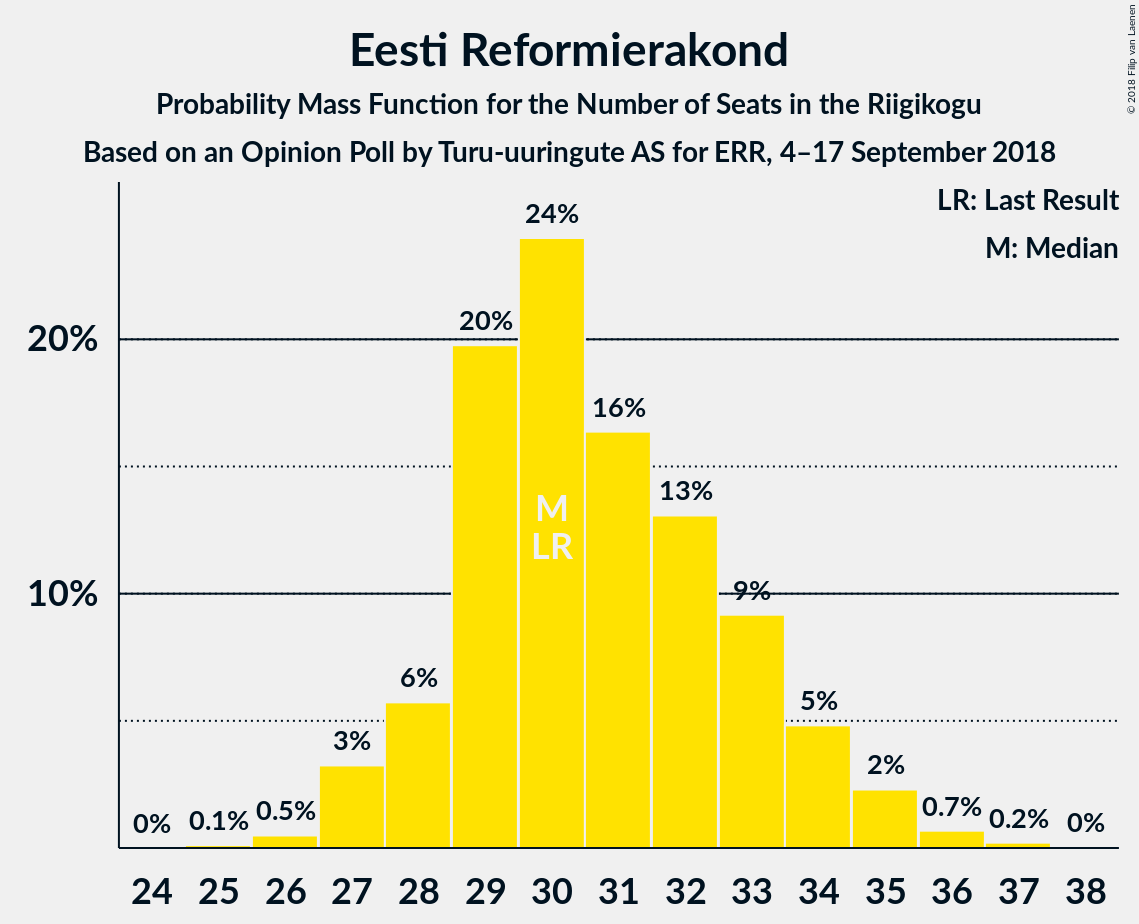 Eesti Reformierakond
Probability Mass Function for the Number of Seats in the Riigikogu
Based on an Opinion Poll by Turu-uuringute AS for ERR, 4–17 September 2018
© 2018 Filip van Laenen
LR: Last Result
M: Median
20%
10%
0%
0.1%
0.5%
3%
6%
20%
24%
16%
13%
9%
5%
2%
0.7%
0.2%
0%
M
LR
24 25 26 27 28 29 30 31 32 33 34 35 36 37 38